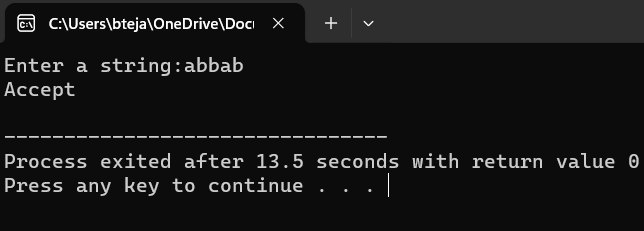 C:\Users\bteja\OneDrive\Docu
Enter a string:abbab
Accept
--------------------------------
Process exited after 13.5 seconds with return value 0
Press any key to continue . . .